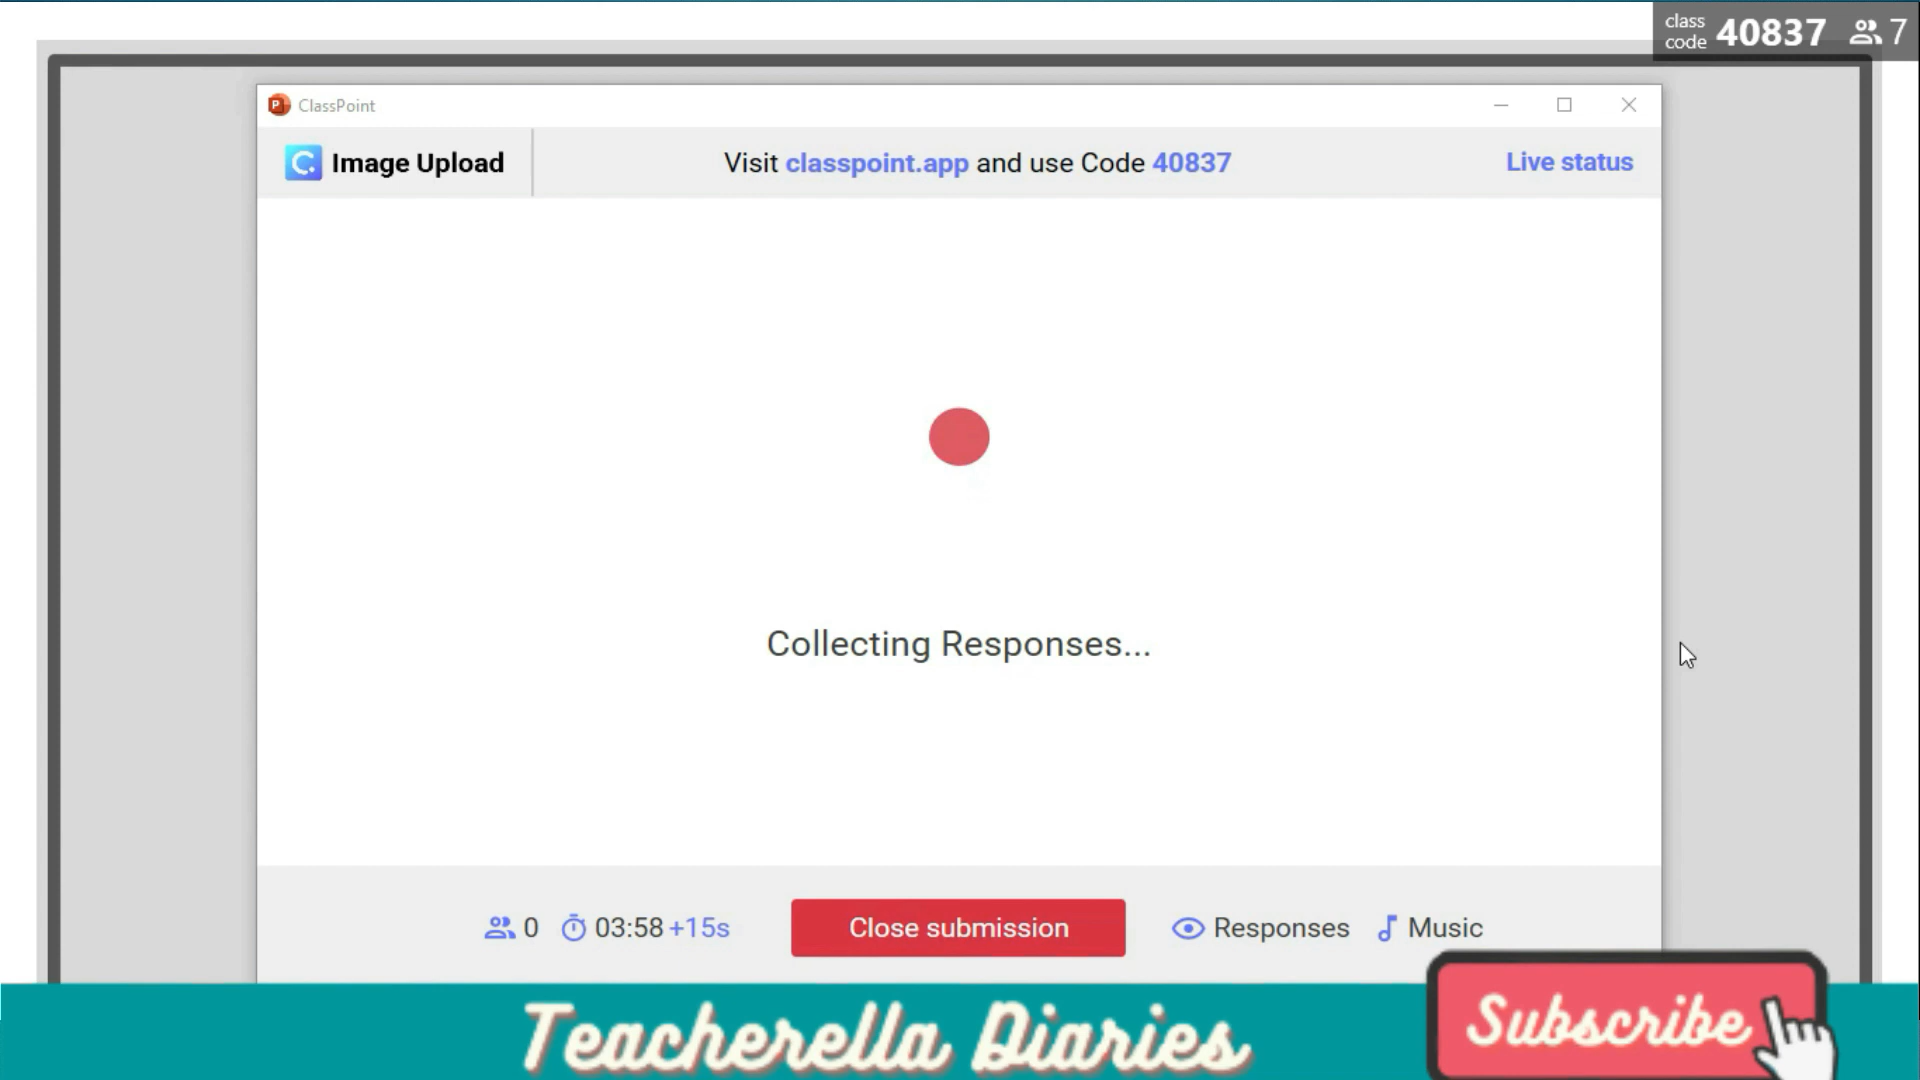 class
code 40837 7
ClassPoint
Image Upload
Visit classpoint.app and use Code 40837
Live status
Collecting Responses...
0 03:58 +15s
Close submission
Responses
Music
Teacherella Diaries
Subscribe